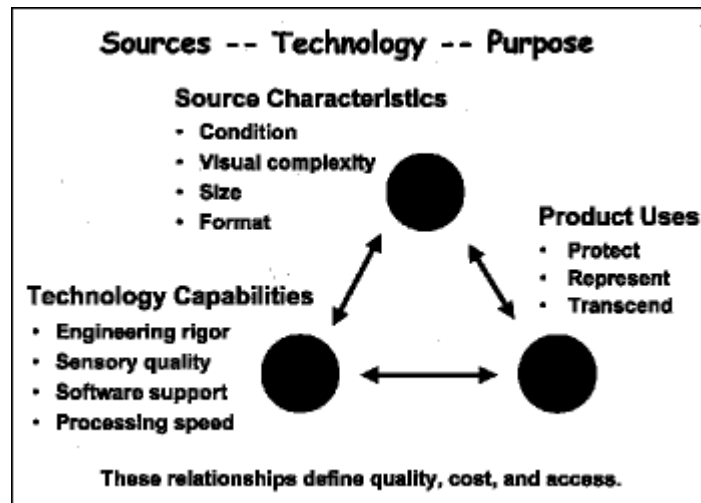 Sources -- Technology -- Purpose
Source Characteristics
• Condition
• Visual complexity
• Size
• Format
Product Uses
• Protect
• Represent
• Transcend
Technology Capabilities
• Engineering rigor
• Sensory quality
• Software support
• Processing speed
These relationships define quality, cost, and access.